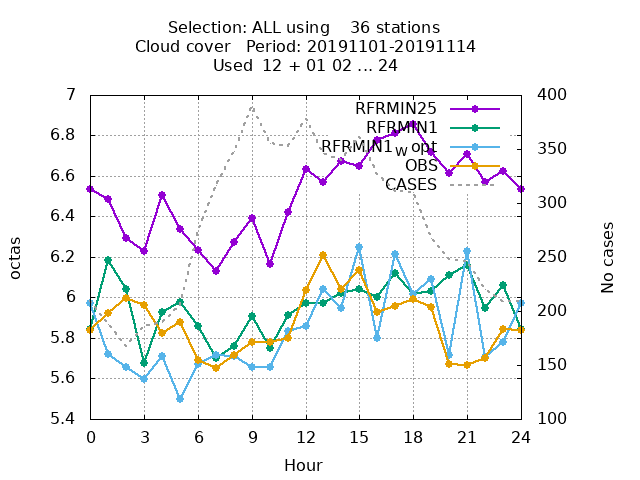 Selection: ALL using 36 stations
Cloud cover Period: 20191101-20191114
Used 12 + 01 02 ... 24
7
6.8
6.6
6.4
6.2
6
5.8
5.6
5.4
octas
400
350
300
250
200
150
100
No cases
RFRMIN25
RFRMIN1
RFRMIN1w opt
OBS
CASES
0 3 6 9 12 15 18 21 24
Hour